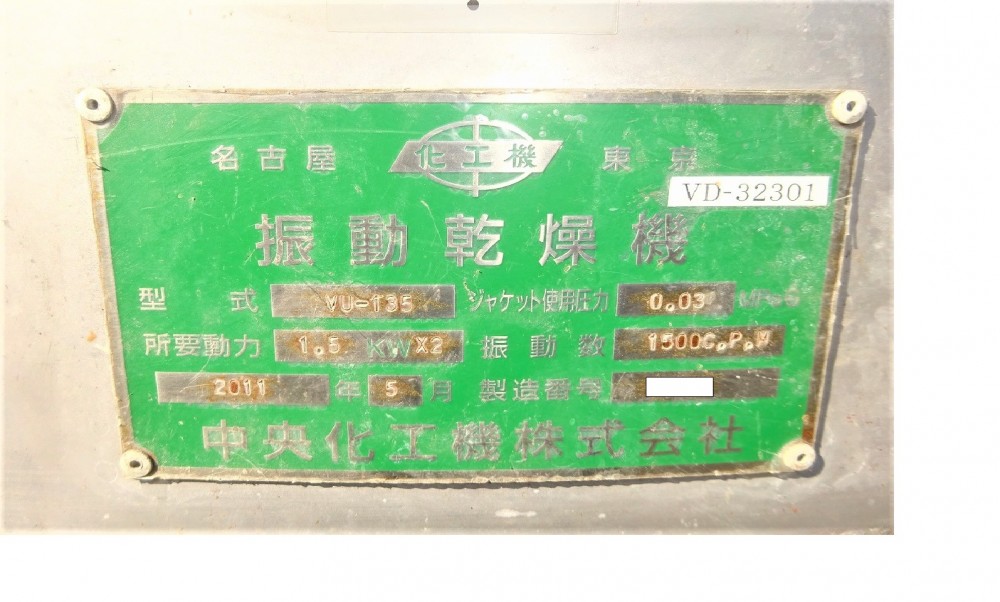 名古屋 化工機 東京
VD-32301
振動乾燥機
型式 VU-135 ジャケット使用圧力 0.03 MPaG
所要動力 1.5 KW X2 振動数 1500C.P.M
2011 年 5 月 製造番号
中央化工機株式会社